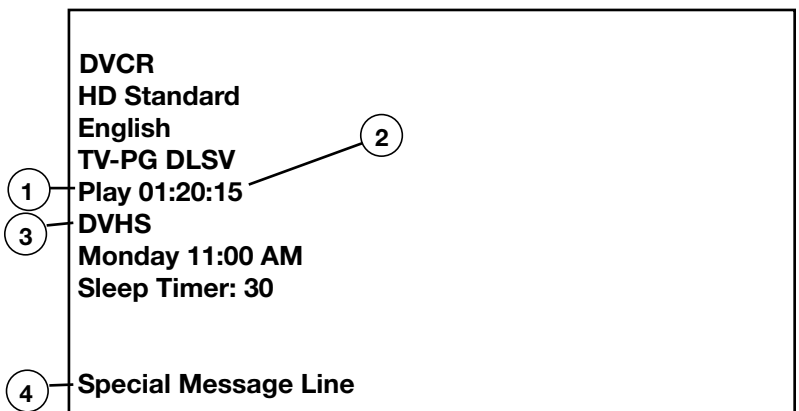 DVCR
HD Standard
English
2
TV-PG DLSV
1
Play 01:20:15
3
DVHS
Monday 11:00 AM
Sleep Timer: 30
4
Special Message Line